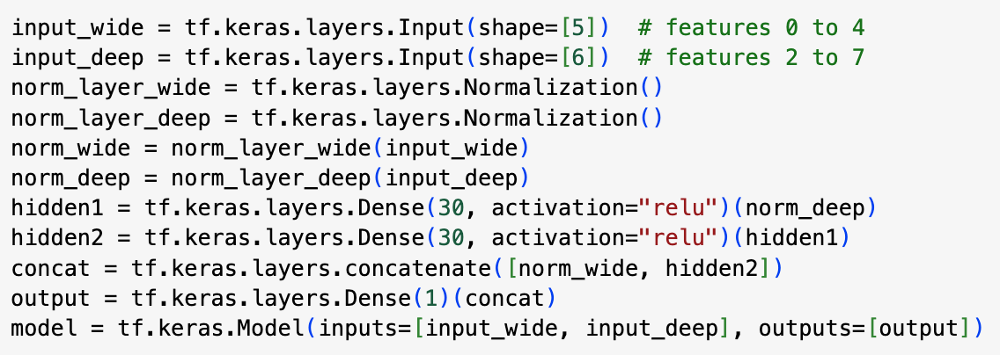 input_wide = tf.keras.layers.Input(shape=[5])  # features 0 to 4
input_deep = tf.keras.layers.Input(shape=[6])  # features 2 to 7
norm_layer_wide = tf.keras.layers.Normalization()
norm_layer_deep = tf.keras.layers.Normalization()
norm_wide = norm_layer_wide(input_wide)
norm_deep = norm_layer_deep(input_deep)
hidden1 = tf.keras.layers.Dense(30, activation="relu")(norm_deep)
hidden2 = tf.keras.layers.Dense(30, activation="relu")(hidden1)
concat = tf.keras.layers.concatenate([norm_wide, hidden2])
output = tf.keras.layers.Dense(1)(concat)
model = tf.keras.Model(inputs=[input_wide, input_deep], outputs=[output])